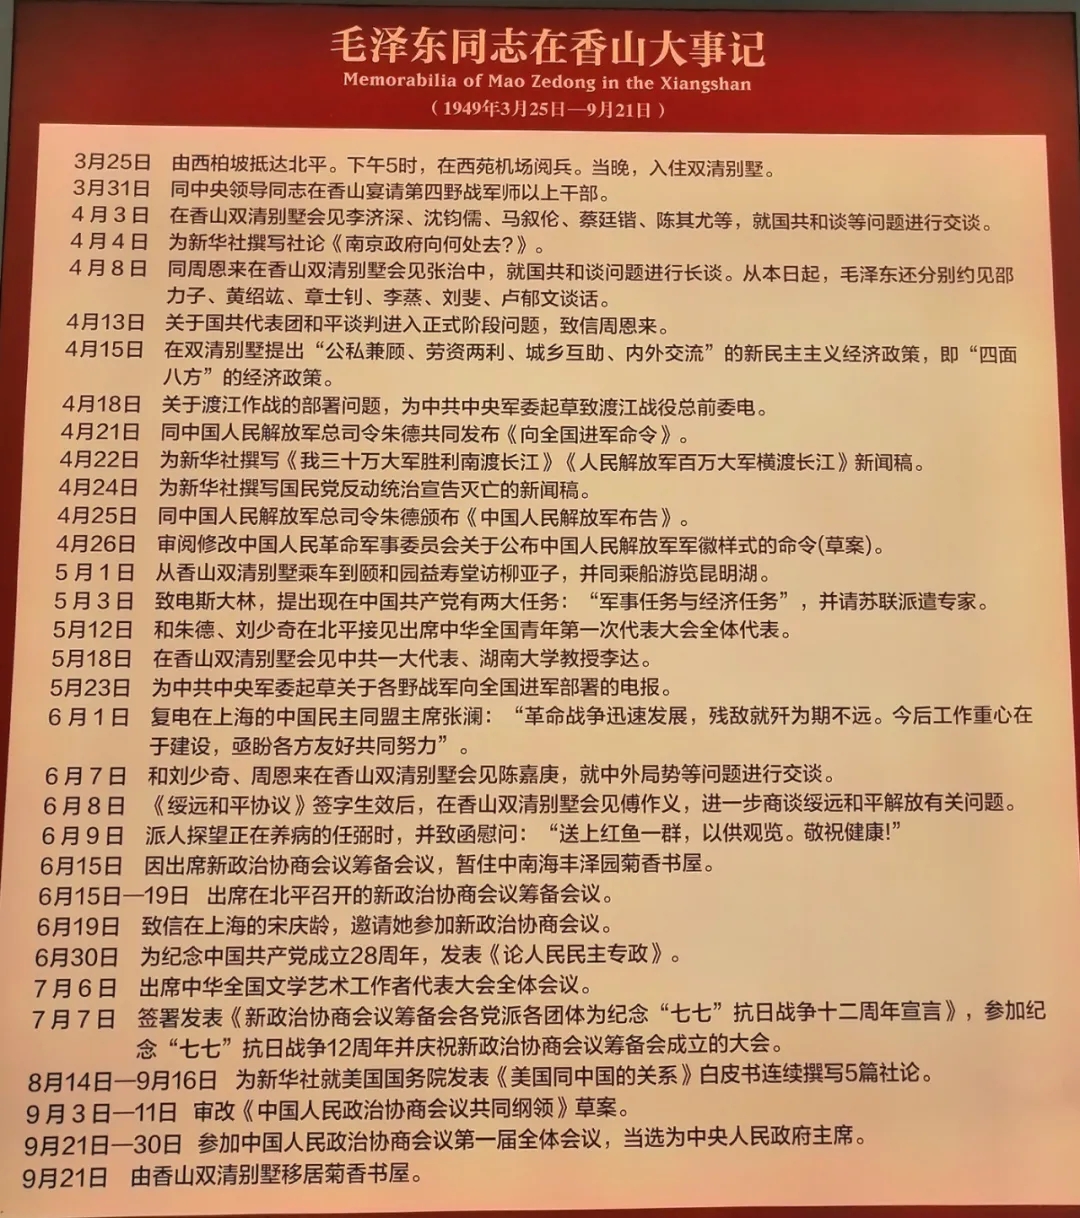 毛泽东同志在香山大事记
Memorabilia of Mao Zedong in the Xiangshan
（1949年3月25日—9月21日）
3月25日 由西柏坡抵达北平。下午5时，在西苑机场阅兵。当晚，入住双清别墅。
3月31日 同中央领导同志在香山宴请第四野战军师以上干部。
4月3日 在香山双清别墅会见李济深、沈钧儒、马叙伦、蔡廷锴、陈其尤等，就国共和谈等问题进行交谈。
4月4日 为新华社撰写社论《南京政府向何处去?》。
4月8日 同周恩来在香山双清别墅会见张治中，就国共和谈问题进行长谈。从本日起，毛泽东还分别约见邵
力子、黄绍竑、章士钊、李蒸、刘斐、卢郁文谈话。
4月13日 关于国共代表团和平谈判进入正式阶段问题，致信周恩来。
4月15日 在双清别墅提出“公私兼顾、劳资两利、城乡互助、内外交流”的新民主主义经济政策，即“四面
八方”的经济政策。
4月18日 关于渡江作战的部署问题，为中共中央军委起草致渡江战役总前委电。
4月21日 同中国人民解放军总司令朱德共同发布《向全国进军命令》。
4月22日 为新华社撰写《我三十万大军胜利南渡长江》《人民解放军百万大军横渡长江》新闻稿。
4月24日 为新华社撰写国民党反动统治宣告灭亡的新闻稿。
4月25日 同中国人民解放军总司令朱德颁布《中国人民解放军布告》。
4月26日 审阅修改中国人民革命军事委员会关于公布中国人民解放军军徽样式的命令(草案)。
5月1日 从香山双清别墅乘车到颐和园益寿堂访柳亚子，并同乘船游览昆明湖。
5月3日 致电斯大林，提出现在中国共产党有两大任务：“军事任务与经济任务”，并请苏联派遣专家。
5月12日 和朱德、刘少奇在北平接见出席中华全国青年第一次代表大会全体代表。
5月18日 在香山双清别墅会见中共一大代表、湖南大学教授李达。
5月23日 为中共中央军委起草关于各野战军向全国进军部署的电报。
6月1日 复电在上海的中国民主同盟主席张澜：“革命战争迅速发展，残敌就歼为期不远。今后工作重心在
于建设，亟盼各方友好共同努力”。
6月7日 和刘少奇、周恩来在香山双清别墅会见陈嘉庚，就中外局势等问题进行交谈。
6月8日 《绥远和平协议》签字生效后，在香山双清别墅会见傅作义，进一步商谈绥远和平解放有关问题。
6月9日 派人探望正在养病的任弼时，并致函慰问：“送上红鱼一群，以供观览。敬祝健康!”
6月15日 因出席新政治协商会议筹备会议，暂住中南海丰泽园菊香书屋。
6月15日—19日 出席在北平召开的新政治协商会议筹备会议。
6月19日 致信在上海的宋庆龄，邀请她参加新政治协商会议。
6月30日 为纪念中国共产党成立28周年，发表《论人民民主专政》。
7月6日 出席中华全国文学艺术工作者代表大会全体会议。
7月7日 签署发表《新政治协商会议筹备会各党派各团体为纪念“七七”抗日战争十二周年宣言》，参加纪
念“七七”抗日战争12周年并庆祝新政治协商会议筹备会成立的大会。
8月14日—9月16日 为新华社就美国国务院发表《美国同中国的关系》白皮书连续撰写5篇社论。
9月3日—11日 审改《中国人民政治协商会议共同纲领》草案。
9月21日—30日 参加中国人民政治协商会议第一届全体会议，当选为中央人民政府主席。
9月21日 由香山双清别墅移居菊香书屋。